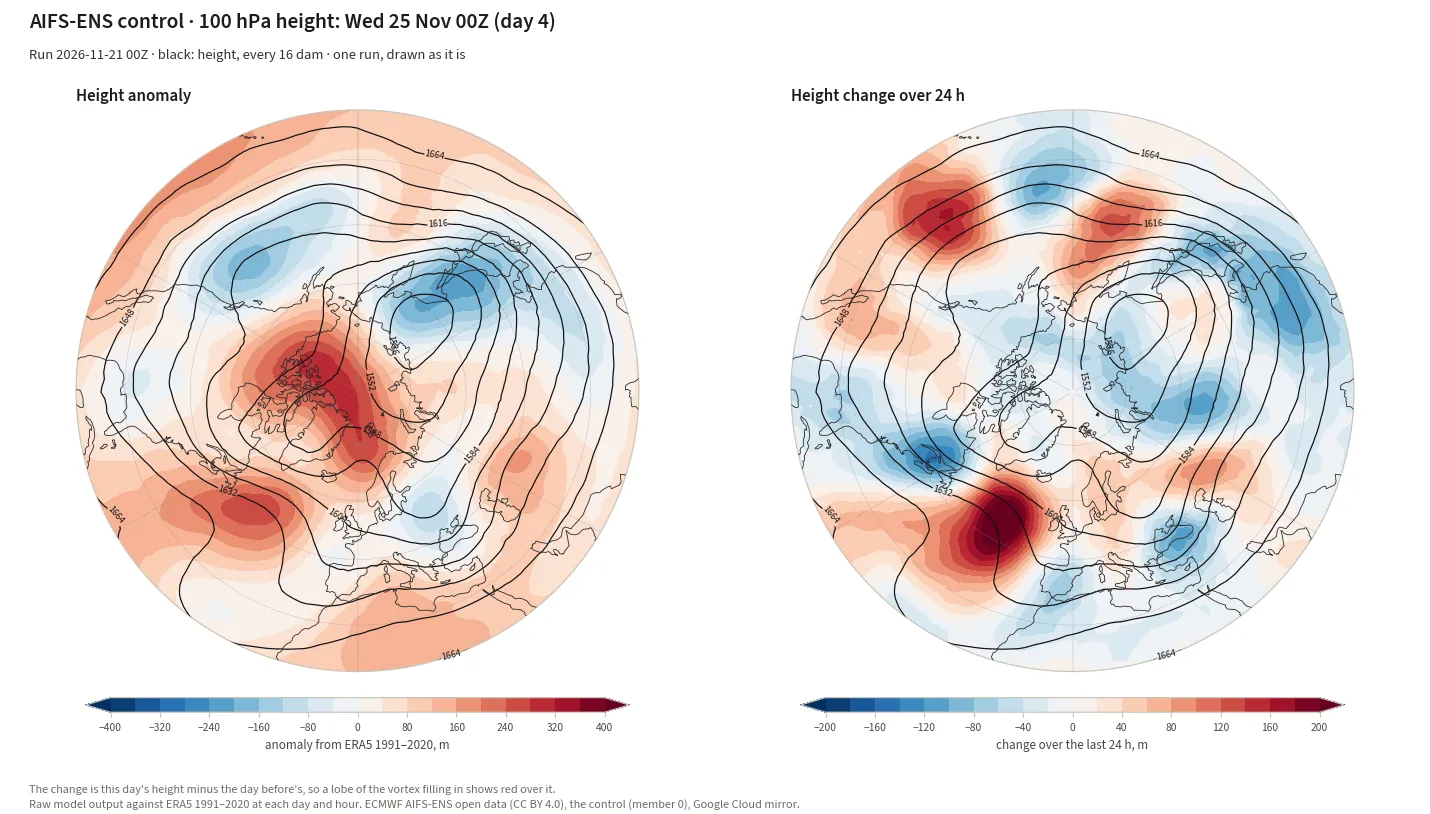 AIFS-ENS control · 100 hPa height: Wed 25 Nov 00Z (day 4)
Run 2026-11-21 00Z · black: height, every 16 dam · one run, drawn as it is
Height anomaly
Height change over 24 h
1664
1616
1648
1552
1584
1632
1664
1664
1664
1616
1648
1552
1584
1632
1664
1664
−400 −320 −240 −160 −80 0 80 160 240 320 400
anomaly from ERA5 1991–2020, m
−200 −160 −120 −80 −40 0 40 80 120 160 200
change over the last 24 h, m
The change is this day's height minus the day before's, so a lobe of the vortex filling in shows red over it.
Raw model output against ERA5 1991–2020 at each day and hour. ECMWF AIFS-ENS open data (CC BY 4.0), the control (member 0), Google Cloud mirror.